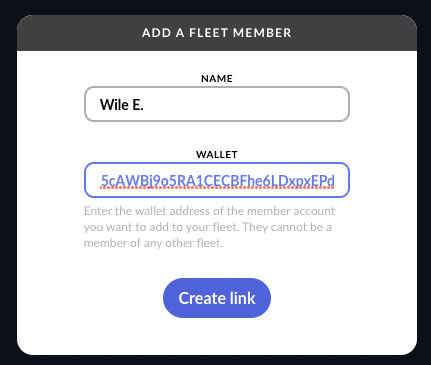 ADD A FLEET MEMBER
NAME
Wile E.
WALLET
5cAWBj9o5RA1CECBFhe6LDxpxEPd
Enter the wallet address of the member account
you want to add to your fleet. They cannot be a
member of any other fleet.
Create link